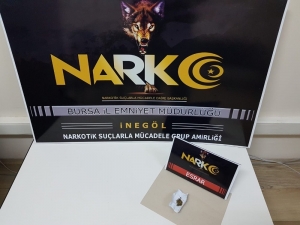 NARKO
NARKOTİK SUÇLARLA MÜCADELE DAİRE BAŞKANLIĞI
BURSA İL EMNİYET MÜDÜRLÜĞÜ
İNEGÖL
NARKOTİK SUÇLARLA MÜCADELE GRUP AMİRLİĞİ
NARKO
ESRAR